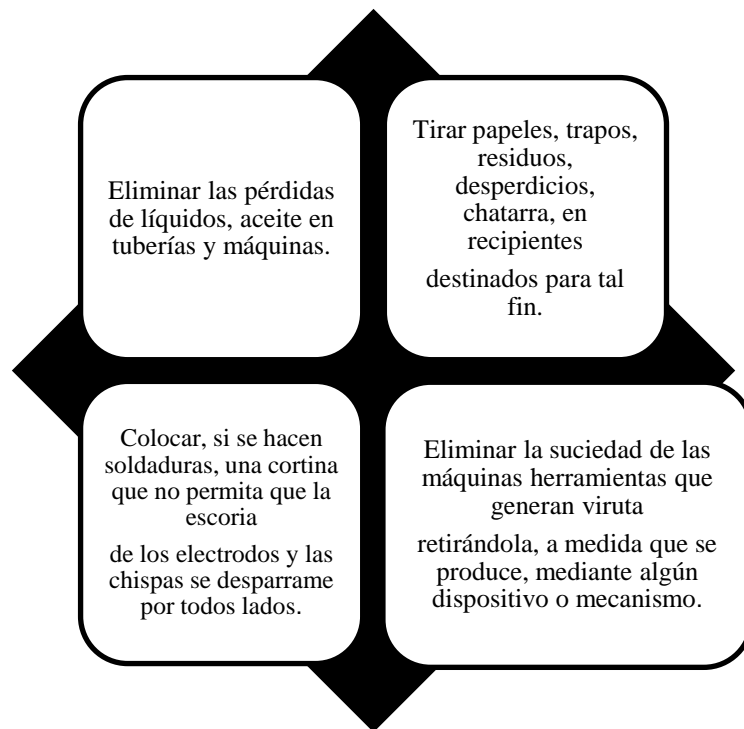 Eliminar las pérdidas
de líquidos, aceite en
tuberías y máquinas.
Tirar papeles, trapos,
residuos,
desperdicios,
chatarra, en
recipientes
destinados para tal
fin.
Colocar, si se hacen
soldaduras, una cortina
que no permita que la
escoria
de los electrodos y las
chispas se desparrame
por todos lados.
Eliminar la suciedad de las
máquinas herramientas que
generan viruta
retirándola, a medida que se
produce, mediante algún
dispositivo o mecanismo.